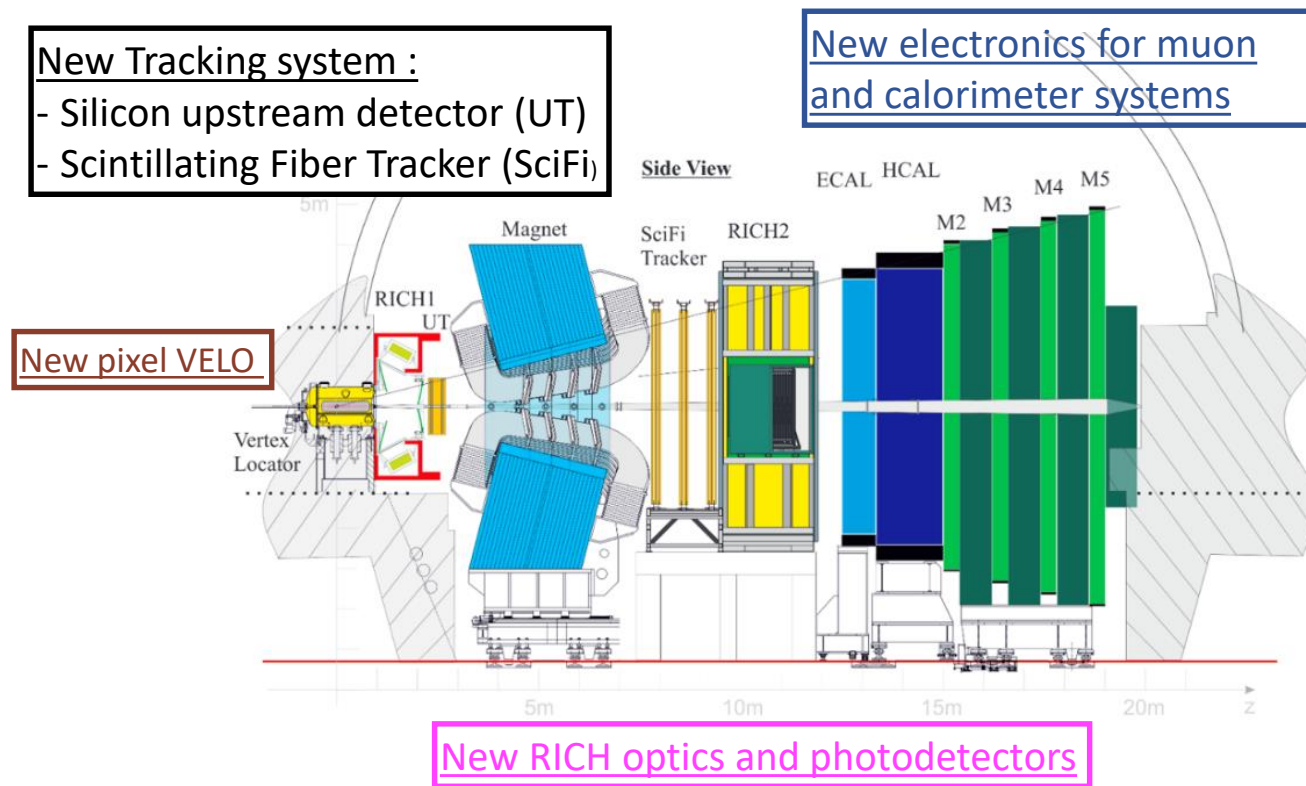 New Tracking system :
- Silicon upstream detector (UT)
- Scintillating Fiber Tracker (SciFi)
New electronics for muon
and calorimeter systems
Side View
ECAL
HCAL
M2
M3
M4
M5
5m
Magnet
SciFi
Tracker
RICH2
RICH1
UT
New pixel VELO
Vertex
Locator
5m
10m
15m
20m
z
New RICH optics and photodetectors